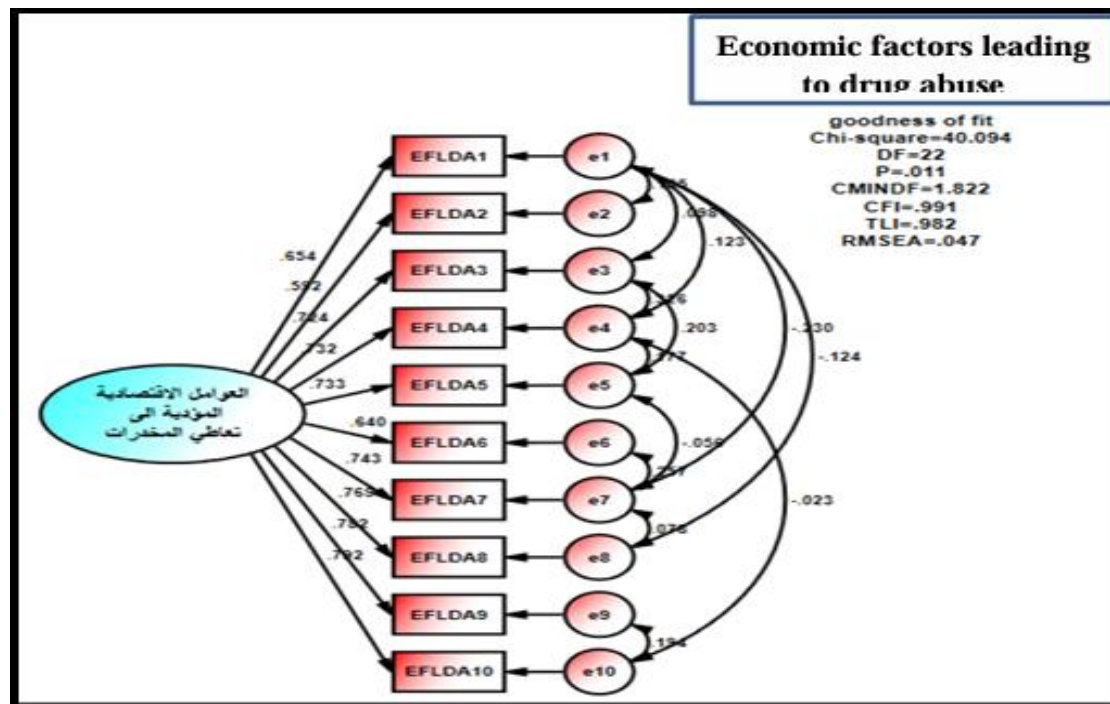 Economic factors leading
to drug abuse
goodness of fit
Chi-square=40.094
DF=22
P=.011
CMINDF=1.822
CFI=.991
TLI=.982
RMSEA=.047
EFLDA1
e1
EFLDA2
e2
.098
.123
.654
EFLDA3
e3
.592
.724
EFLDA4
e4
.203
-.230
.732
-.124
.733
EFLDA5
e5
العوامل الاقتصادية
المؤدية الى
تعاطي المخدرات
.640
EFLDA6
e6
-.056
.743
EFLDA7
e7
-.023
EFLDA8
e8
EFLDA9
e9
EFLDA10
e10